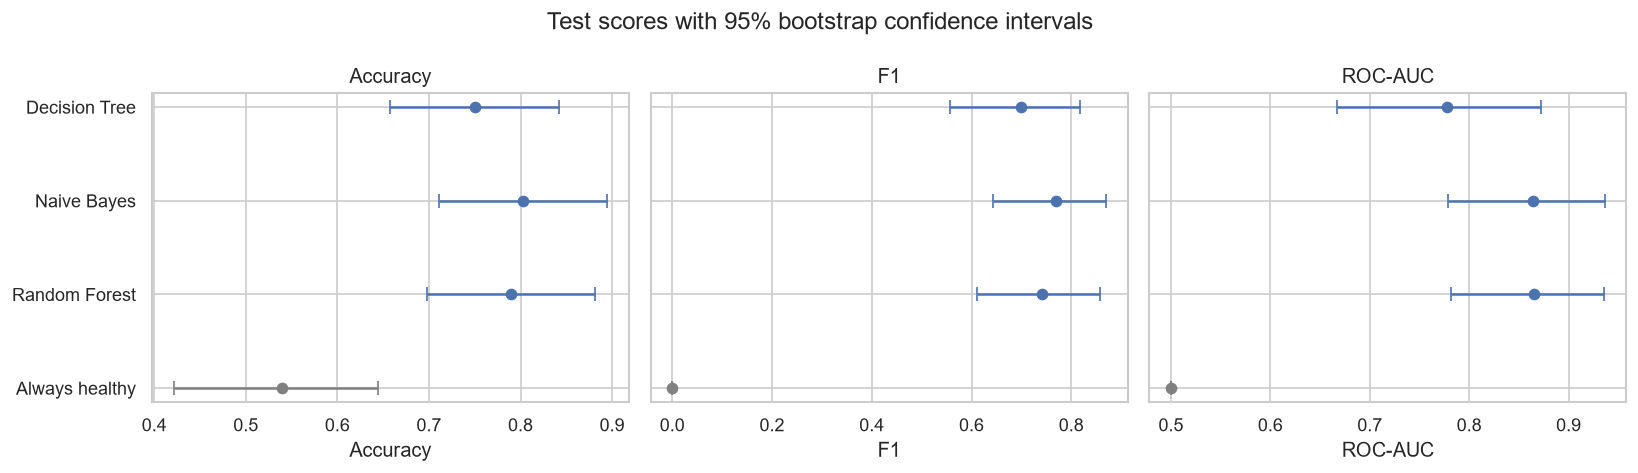 Test scores with 95% bootstrap confidence intervals
Accuracy
F1
ROC-AUC
Decision Tree
Naive Bayes
Random Forest
Always healthy
0.4 0.5 0.6 0.7 0.8 0.9
0.0 0.2 0.4 0.6 0.8
0.5 0.6 0.7 0.8 0.9
Accuracy
F1
ROC-AUC